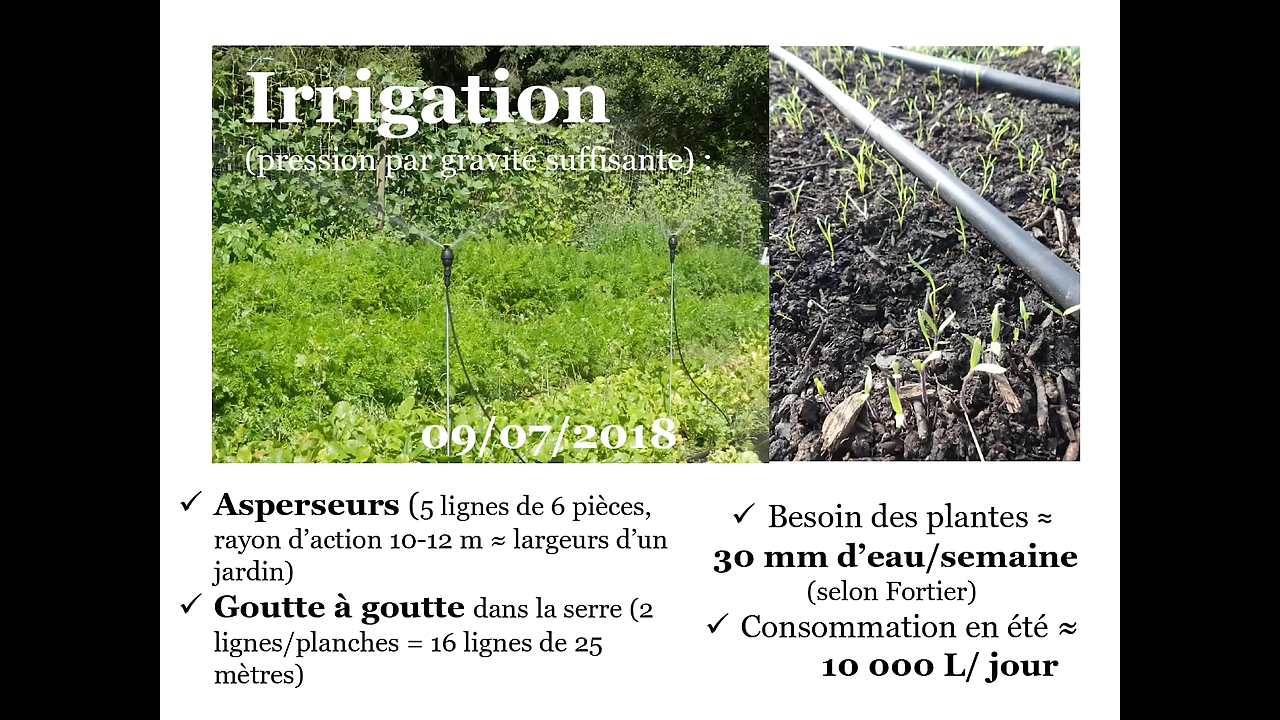 Irrigation
(pression par gravité suffisante) :
09/07/2018
✓ Asperseurs (5 lignes de 6 pièces,
rayon d’action 10-12 m ≈ largeurs d’un
jardin)
✓ Goutte à goutte dans la serre (2
lignes/planches = 16 lignes de 25
mètres)
✓ Besoin des plantes ≈
30 mm d’eau/semaine
(selon Fortier)
✓ Consommation en été ≈
10 000 L/ jour